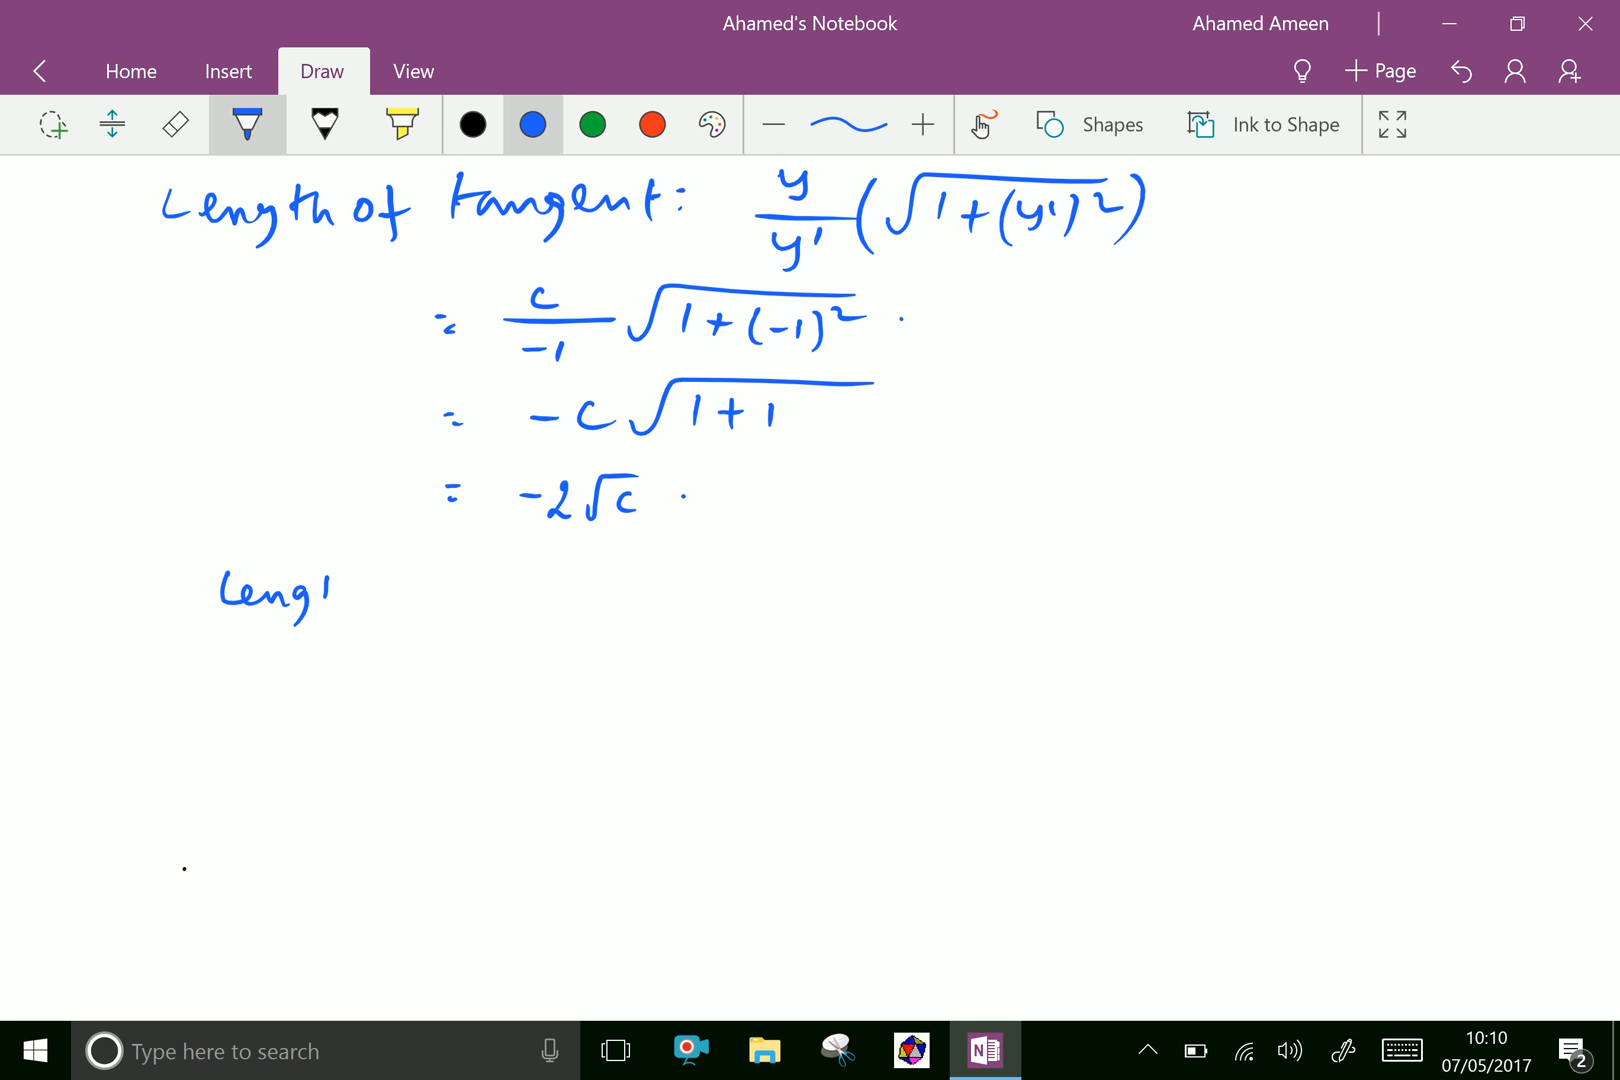 Ahamed's Notebook Ahamed Ameen
Home Insert Draw View Page
Shapes Ink to Shape
Length of tangent: y/y' (√1+(y')²)
= c/-1 √1+(-1)² .
= -c √1+1
= -2√c .
Leng
Type here to search 10:10
07/05/2017 2